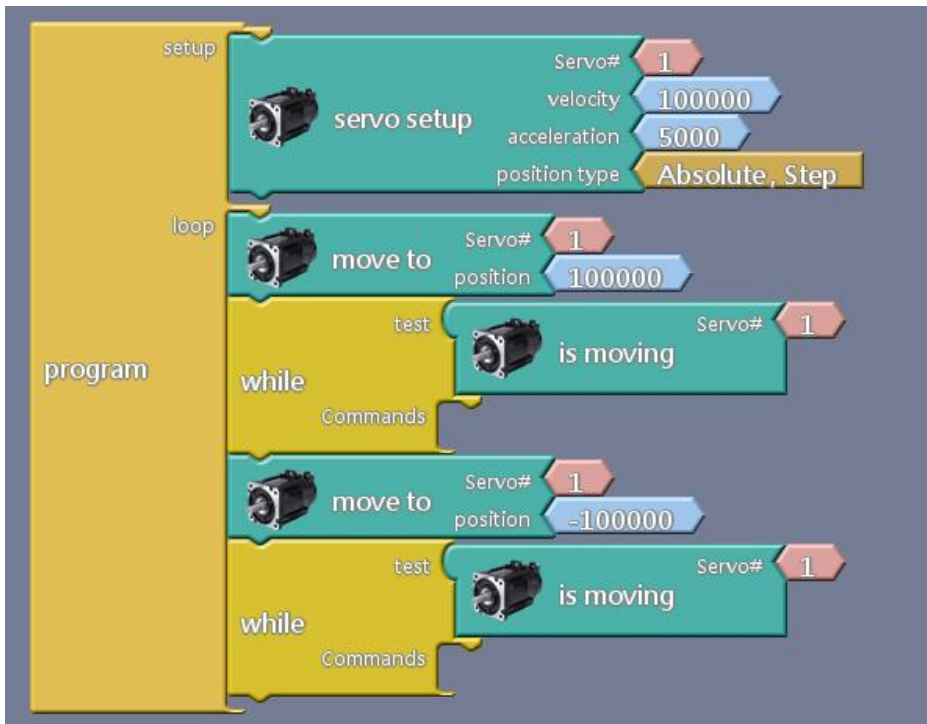 setup
Servo# 1
velocity 100000
servo setup
acceleration 5000
position type Absolute , Step
loop
Servo# 1
move to
position 100000
test
Servo# 1
is moving
program
while
Commands
Servo# 1
move to
position -100000
test
Servo# 1
is moving
while
Commands